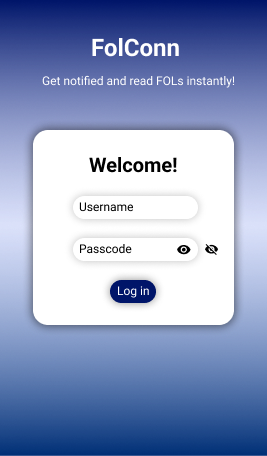 FolConn
Get notified and read FOLs instantly!
Welcome!
Username
Passcode
Log in